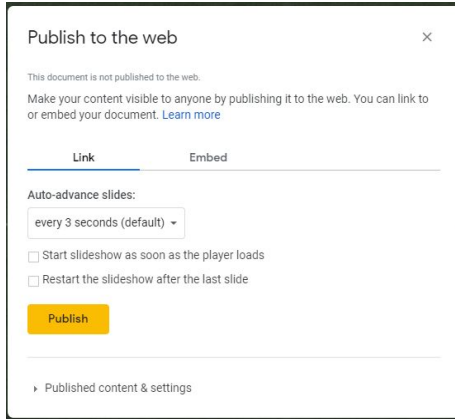 Publish to the web
This document is not published to the web.
Make your content visible to anyone by publishing it to the web. You can link to
or embed your document. Learn more
Link Embed
Auto-advance slides:
every 3 seconds (default)
Start slideshow as soon as the player loads
Restart the slideshow after the last slide
Publish
Published content & settings